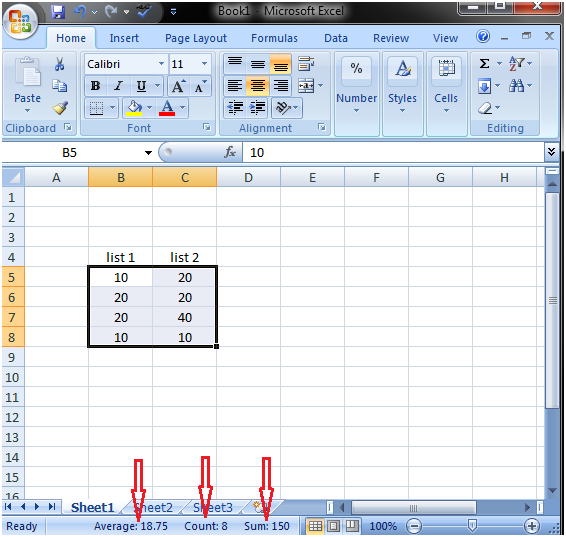 Book1 - Microsoft Excel
Home Insert Page Layout Formulas Data Review View Developer
Calibri 11
Paste B I U A A A Number Styles Cells Σ
%
Clipboard Font Alignment Editing
B5 fx 10
A B C D E F G H
1
2
3
4 list 1 list 2
5 10 20
6 20 20
7 20 40
8 10 10
9
10
11
12
13
14
15
16
Sheet1 Sheet2 Sheet3
Ready Average: 18.75 Count: 8 Sum: 150 100%